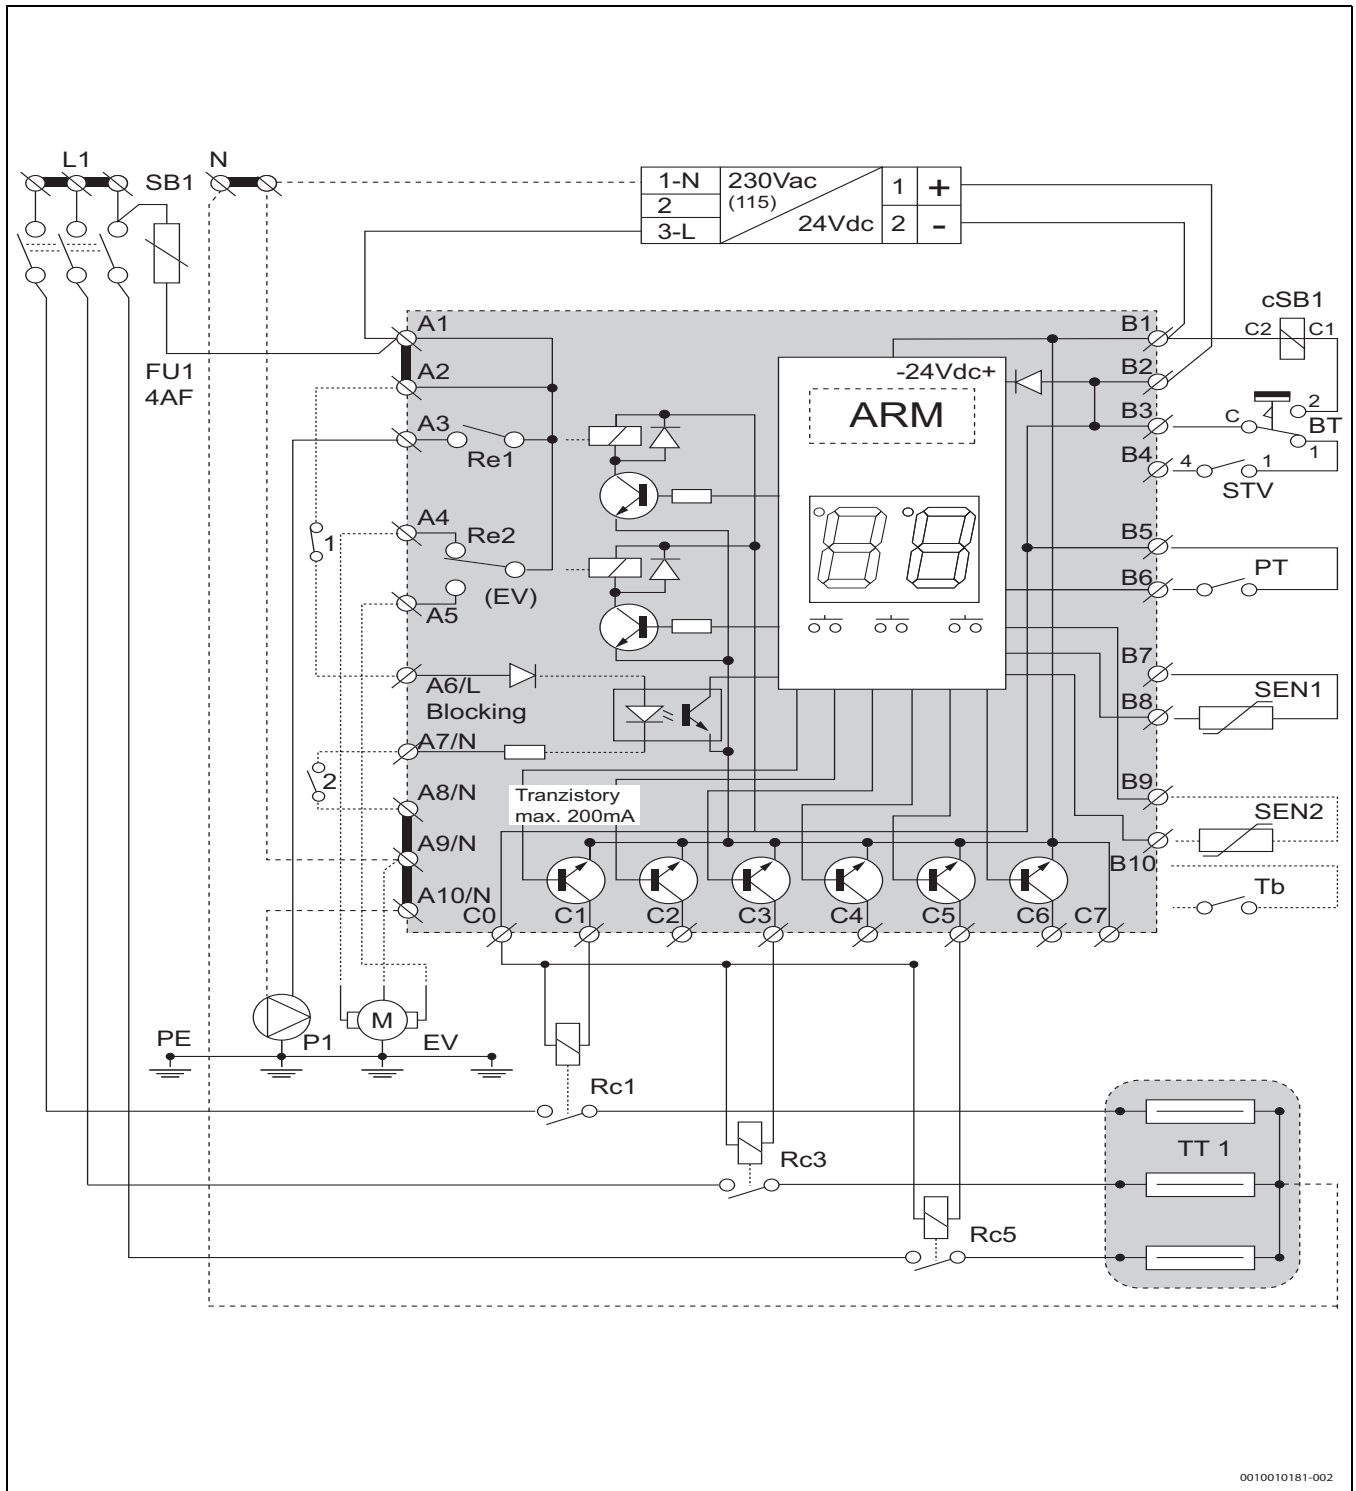 L1
N
SB1
1-N
230Vac
1
+
2
(115)
3-L
24Vdc
2
-
cSB1
C2
C1
FU1
4AF
A1
B1
A2
-24Vdc+
B2
ARM
A3
Re1
B3
C
2
BT
1
B4
4
1
STV
A4
Re2
(EV)
A5
1
B5
B6
PT
A6/L
Blocking
B7
SEN1
B8
A7/N
2
A8/N
Tranzistory
max. 200mA
B9
SEN2
A9/N
B10
A10/N
Tb
C0
C1
C2
C3
C4
C5
C6
C7
PE
P1
M
EV
Rc1
Rc3
Rc5
TT 1
0010010181-002